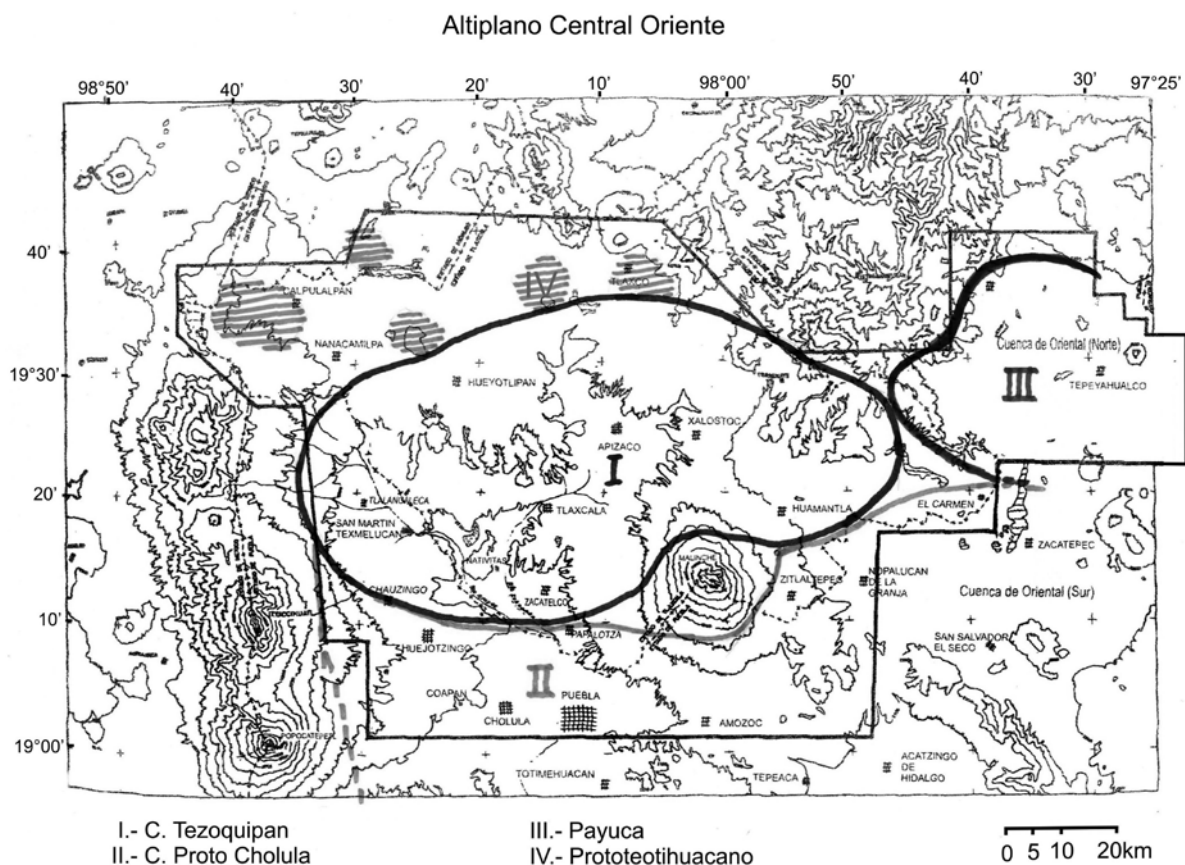 Altiplano Central Oriente
98°50' 40' 30' 20' 10' 98°00' 50' 40' 30' 97°25'
40'
CALPULALPAN
IV
TLAXCO
NANACAMILPA
Cuenca de Oriental (Norte)
19°30'
III
TEPEYAHUALCO
HUEYOTLIPAN
XALOSTOC
APIZACO
I
20'
TLALANCALECA
TLAXCALA
HUAMANTLA
EL CARMEN
SAN MARTIN
TEXMELUCAN
ZACATEPEC
NATIVITAS
MALINCHE
ZITLALTEPEC
NOPALUCAN
DE LA
GRANJA
CHAUZINGO
ZACATELCO
Cuenca de Oriental (Sur)
10'
PAPALOTZA
HUEJOTZINGO
SAN SALVADOR
EL SECO
II
COAPAN
PUEBLA
CHOLULA
AMOZOC
19°00'
POPOCATEPETL
ACATZINGO
DE
HIDALGO
TOTIMEHUACAN
TEPEACA
I.- C. Tezoquipan
II.- C. Proto Cholula
III.- Payuca
IV.- Prototeotihuacano
0 5 10 20km